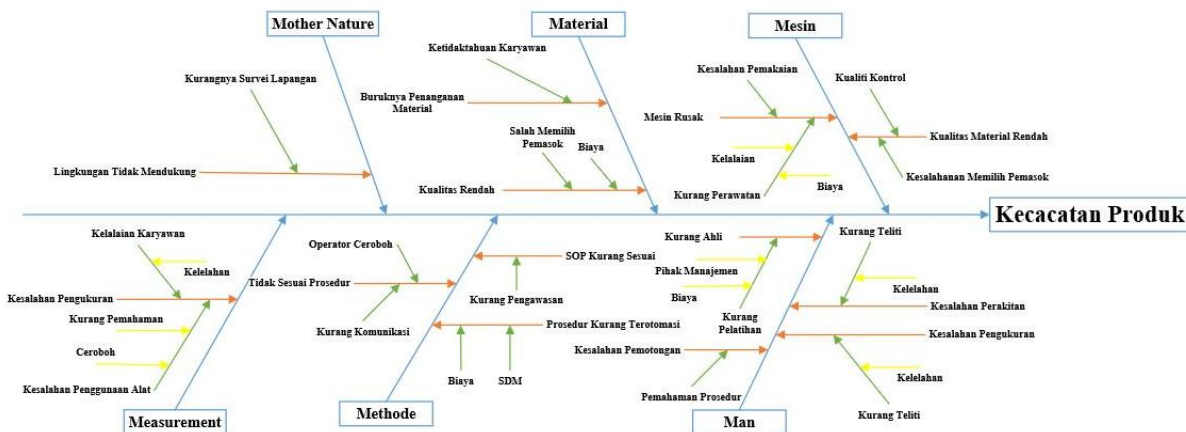 Mother Nature
Material
Mesin
Ketidaktahuan Karyawan
Kesalahan Pemakaian
Kualiti Kontrol
Kurangnya Survei Lapangan
Buruknya Penanganan
Material
Mesin Rusak
Kualitas Material Rendah
Salah Memilih
Pemasok
Biaya
Kelalaian
Lingkungan Tidak Mendukung
Kualitas Rendah
Kurang Perawatan
Biaya
Kesalahanan Memilih Pemasok
Kecacatan Produk
Kelalaian Karyawan
Kelelahan
Kesalahan Pengukuran
Kurang Pemahaman
Ceroboh
Kesalahan Penggunaan Alat
Measurement
Operator Ceroboh
SOP Kurang Sesuai
Tidak Sesuai Prosedur
Kurang Pengawasan
Kurang Komunikasi
Prosedur Kurang Terotomasi
Biaya
SDM
Methode
Kurang Ahli
Kurang Teliti
Pihak Manajemen
Biaya
Kelelahan
Kurang
Pelatihan
Kesalahan Perakitan
Kesalahan Pengukuran
Kesalahan Pemotongan
Kelelahan
Pemahaman Prosedur
Kurang Teliti
Man